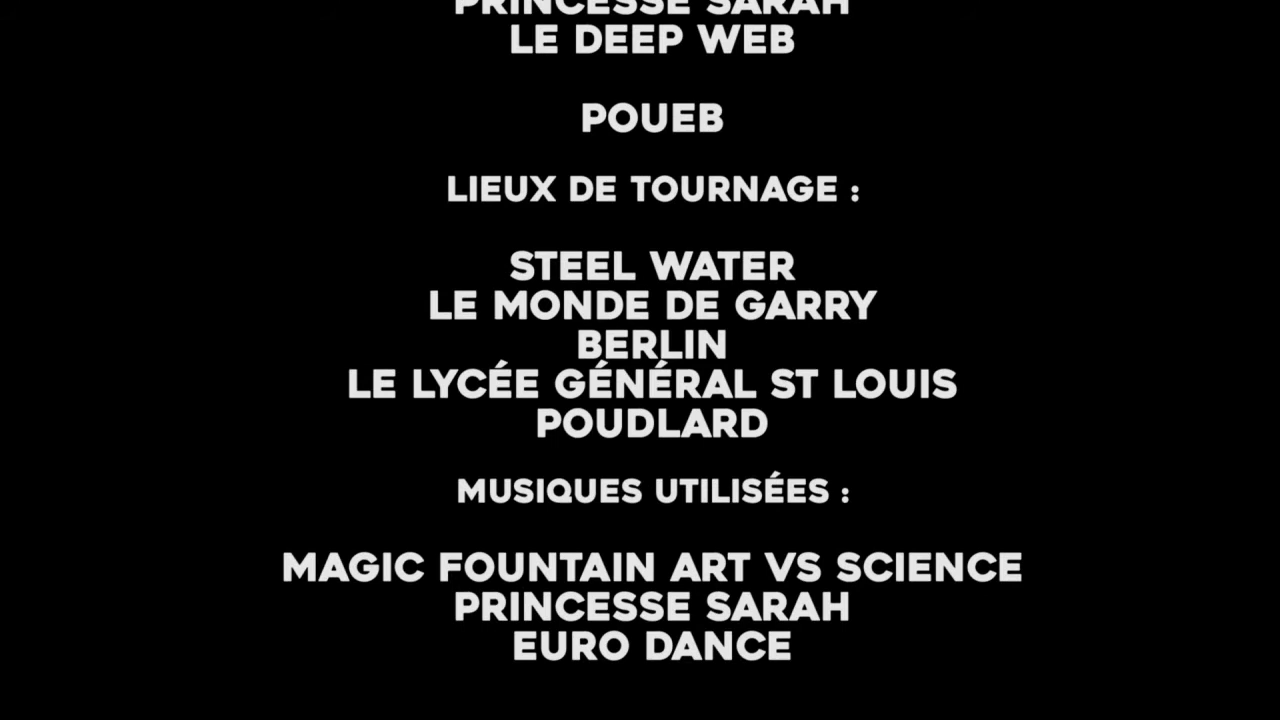 PRINCESSE SARAH
LE DEEP WEB
POUEB
LIEUX DE TOURNAGE :
STEEL WATER
LE MONDE DE GARRY
BERLIN
LE LYCÉE GÉNÉRAL ST LOUIS
POUDLARD
MUSIQUES UTILISÉES :
MAGIC FOUNTAIN ART VS SCIENCE
PRINCESSE SARAH
EURO DANCE